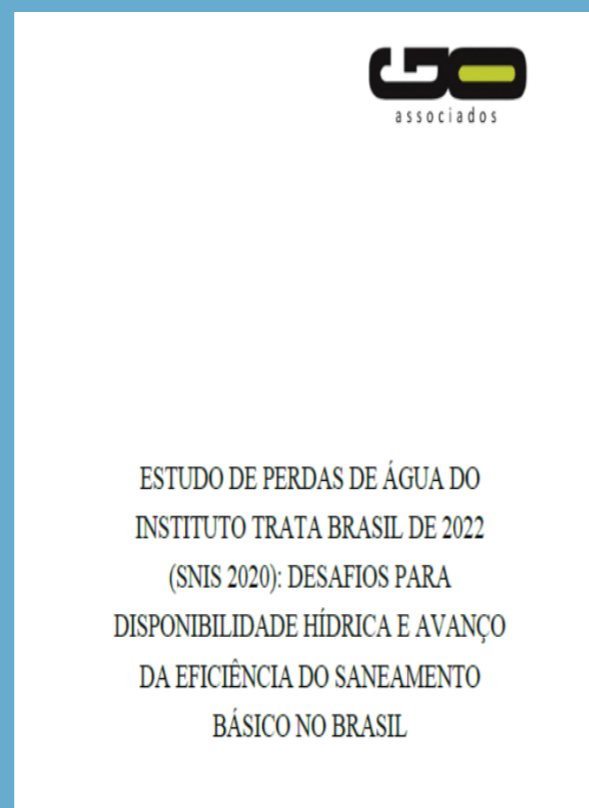 GO
associados
ESTUDO DE PERDAS DE ÁGUA DO
INSTITUTO TRATA BRASIL DE 2022
(SNIS 2020): DESAFIOS PARA
DISPONIBILIDADE HÍDRICA E AVANÇO
DA EFICIÊNCIA DO SANEAMENTO
BÁSICO NO BRASIL